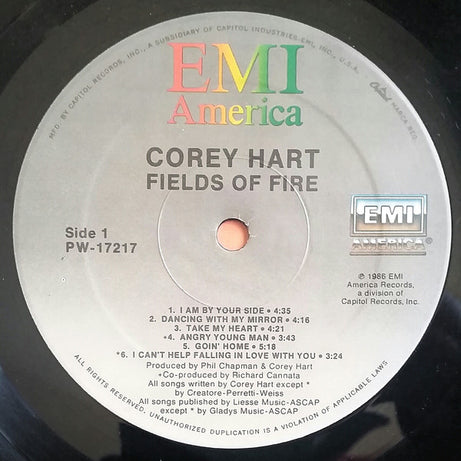 MFD. BY CAPITOL RECORDS, INC., A SUBSIDIARY OF CAPITOL INDUSTRIES-EMI, INC., U.S.A.
Capitol MARCA REG.
EMI
America
COREY HART
FIELDS OF FIRE
Side 1
PW-17217
EMI
AMERICA®
℗ 1986 EMI
America Records,
a division of
Capitol Records, Inc.
1. I AM BY YOUR SIDE • 4:35
2. DANCING WITH MY MIRROR • 4:16
3. TAKE MY HEART • 4:21
+4. ANGRY YOUNG MAN • 3:43
5. GOIN' HOME • 5:18
*6. I CAN'T HELP FALLING IN LOVE WITH YOU • 3:24
Produced by Phil Chapman & Corey Hart
+Co-produced by Richard Cannata
All songs written by Corey Hart except *
by Creatore-Perretti-Weiss
All songs published by Liesse Music-ASCAP
except * by Gladys Music-ASCAP
ALL RIGHTS RESERVED. UNAUTHORIZED DUPLICATION IS A VIOLATION OF APPLICABLE LAWS